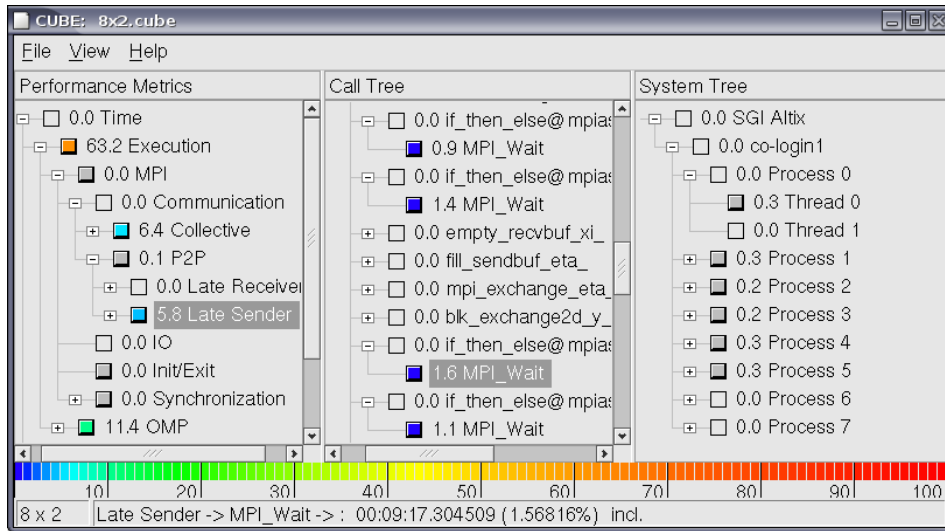 CUBE: 8x2.cube
File View Help
Performance Metrics
0.0 Time
63.2 Execution
0.0 MPI
0.0 Communication
6.4 Collective
0.1 P2P
0.0 Late Receiver
5.8 Late Sender
0.0 IO
0.0 Init/Exit
0.0 Synchronization
11.4 OMP
Call Tree
0.0 if_then_else@mpias
0.9 MPI_Wait
0.0 if_then_else@mpias
1.4 MPI_Wait
0.0 empty_recvbuf_xi_
0.0 fill_sendbuf_eta_
0.0 mpi_exchange_eta_
0.0 blk_exchange2d_y_
0.0 if_then_else@mpias
1.6 MPI_Wait
0.0 if_then_else@mpias
1.1 MPI_Wait
System Tree
0.0 SGI Altix
0.0 co-login1
0.0 Process 0
0.3 Thread 0
0.0 Thread 1
0.3 Process 1
0.2 Process 2
0.2 Process 3
0.3 Process 4
0.3 Process 5
0.0 Process 6
0.0 Process 7
10 20 30 40 50 60 70 80 90 100
8 x 2 Late Sender -> MPI_Wait -> : 00:09:17.304509 (1.56816%) incl.